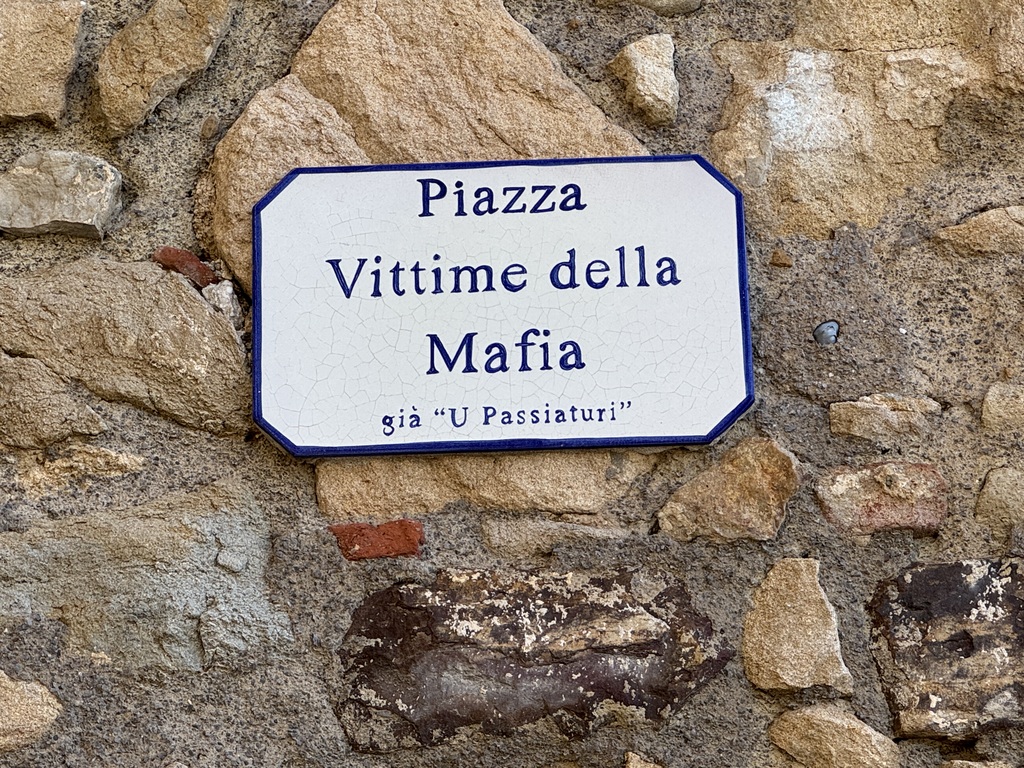 Piazza
Vittime della
Mafia
già “U Passiaturi”